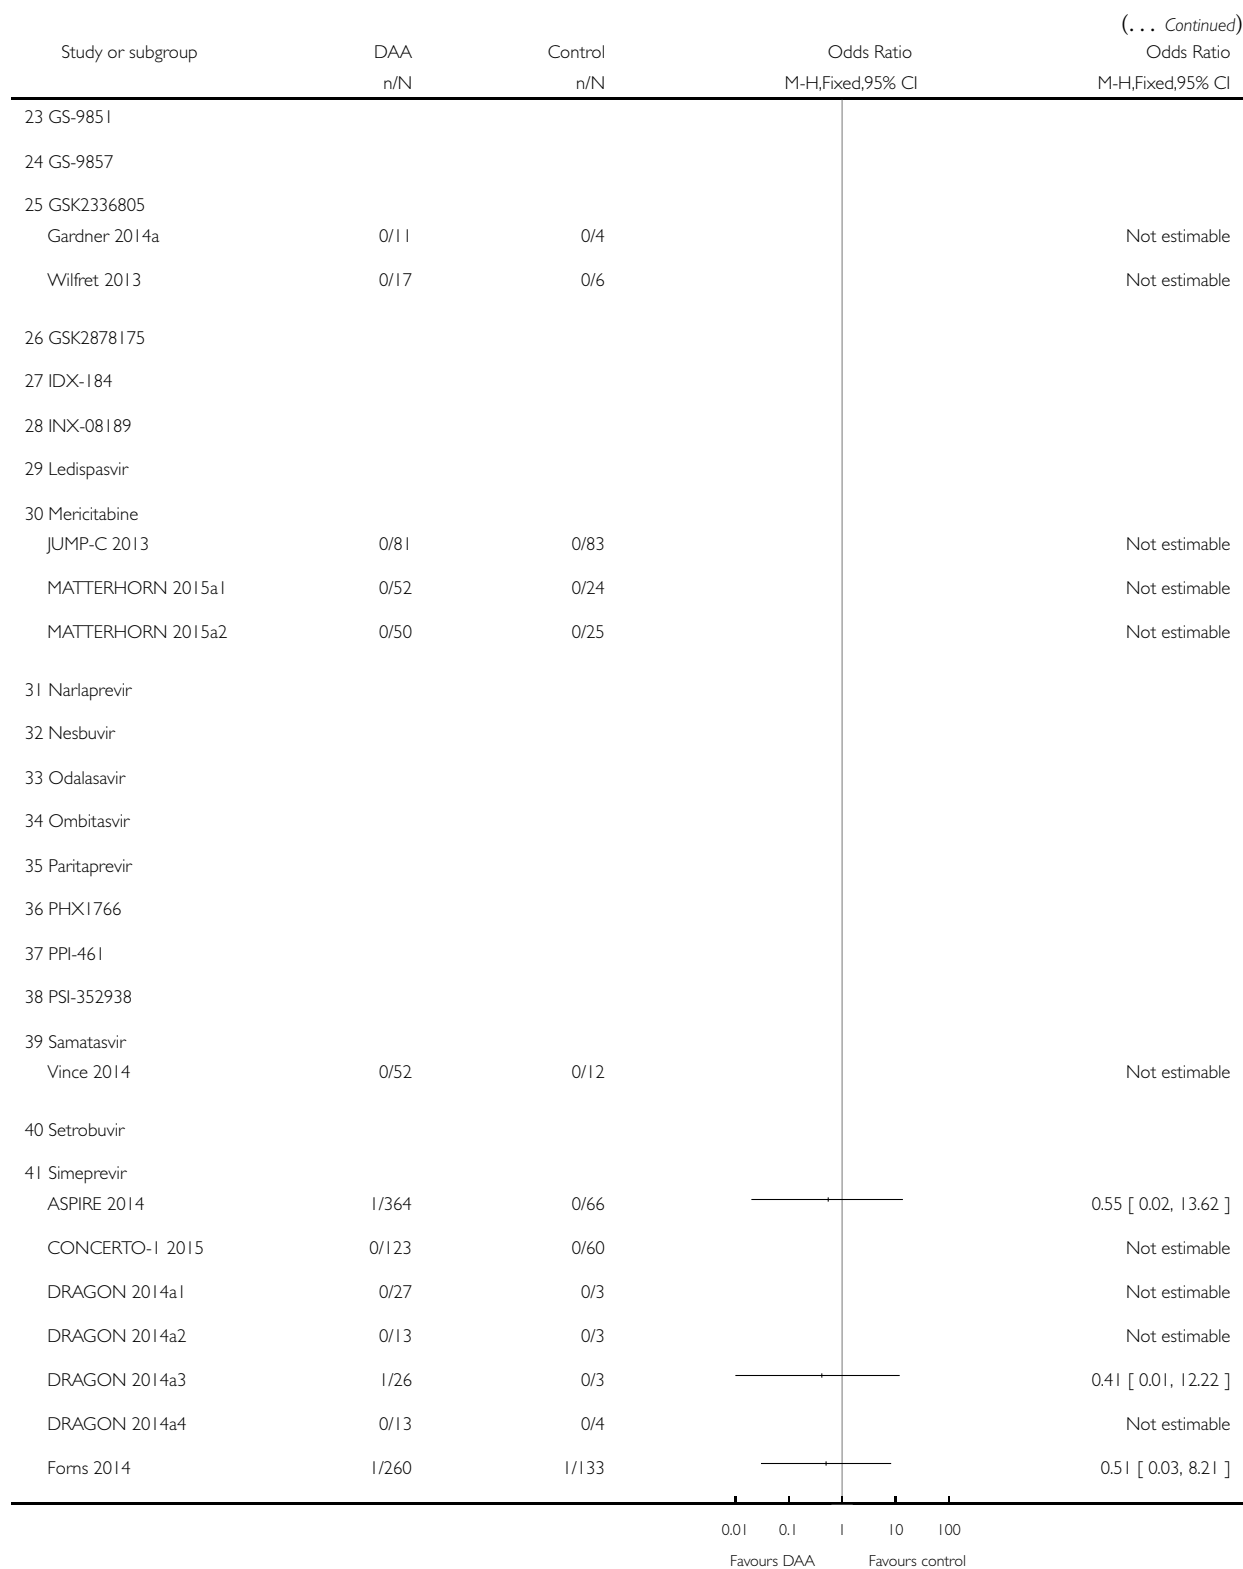 (... Continued)
Study or subgroup DAA Control Odds Ratio Odds Ratio
n/N n/N M-H,Fixed,95% CI M-H,Fixed,95% CI
23 GS-9851
24 GS-9857
25 GSK2336805
Gardner 2014a 0/11 0/4 Not estimable
Wilfret 2013 0/17 0/6 Not estimable
26 GSK2878175
27 IDX-184
28 INX-08189
29 Ledispasvir
30 Mericitabine
JUMP-C 2013 0/81 0/83 Not estimable
MATTERHORN 2015a1 0/52 0/24 Not estimable
MATTERHORN 2015a2 0/50 0/25 Not estimable
31 Narlaprevir
32 Nesbuvir
33 Odalasavir
34 Ombitasvir
35 Paritaprevir
36 PHX1766
37 PPI-461
38 PSI-352938
39 Samatasvir
Vince 2014 0/52 0/12 Not estimable
40 Setrobuvir
41 Simeprevir
ASPIRE 2014 1/364 0/66 0.55 [ 0.02, 13.62 ]
CONCERTO-1 2015 0/123 0/60 Not estimable
DRAGON 2014a1 0/27 0/3 Not estimable
DRAGON 2014a2 0/13 0/3 Not estimable
DRAGON 2014a3 1/26 0/3 0.41 [ 0.01, 12.22 ]
DRAGON 2014a4 0/13 0/4 Not estimable
Forns 2014 1/260 1/133 0.51 [ 0.03, 8.21 ]
0.01 0.1 1 10 100
Favours DAA Favours control